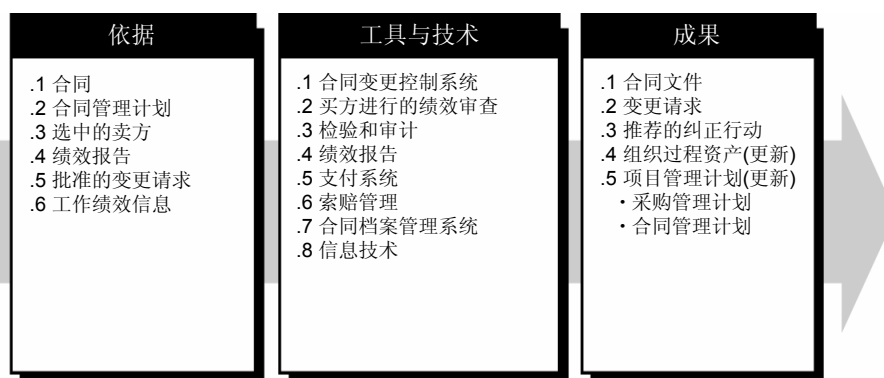 依据
.1 合同
.2 合同管理计划
.3 选中的卖方
.4 绩效报告
.5 批准的变更请求
.6 工作绩效信息
工具与技术
.1 合同变更控制系统
.2 买方进行的绩效审查
.3 检验和审计
.4 绩效报告
.5 支付系统
.6 索赔管理
.7 合同档案管理系统
.8 信息技术
成果
.1 合同文件
.2 变更请求
.3 推荐的纠正行动
.4 组织过程资产(更新)
.5 项目管理计划(更新)
・采购管理计划
・合同管理计划